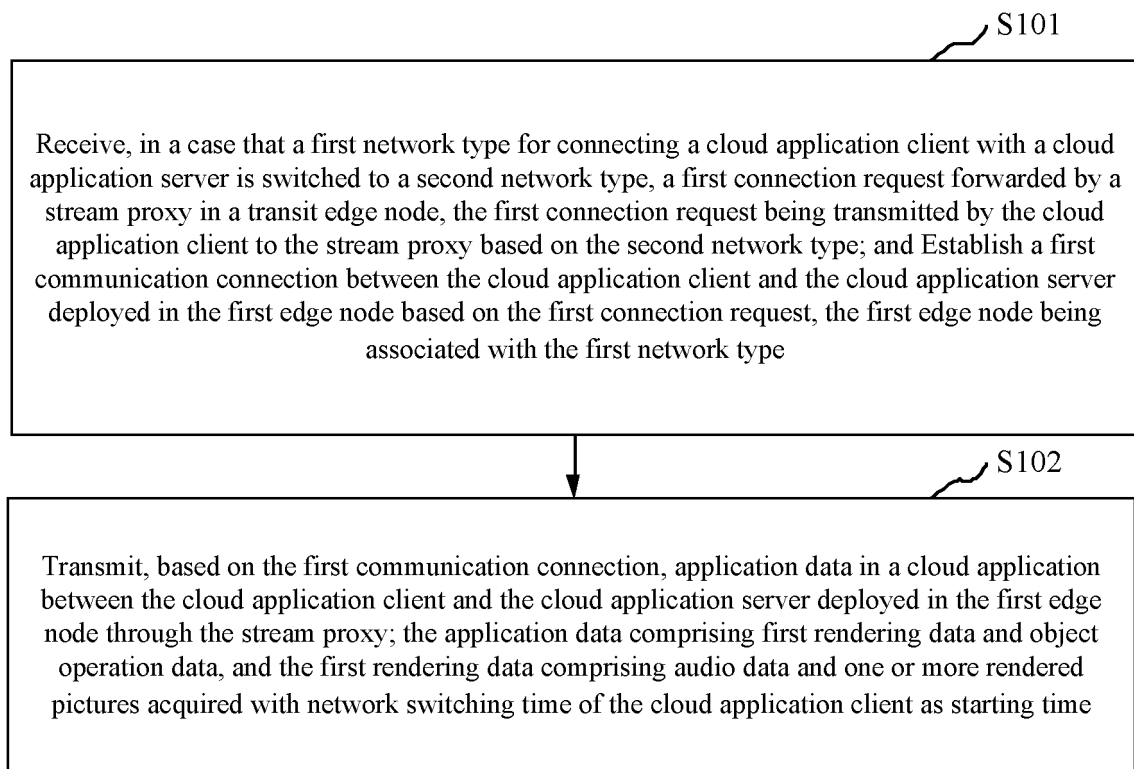 S101
Receive, in a case that a first network type for connecting a cloud application client with a cloud
application server is switched to a second network type, a first connection request forwarded by a
stream proxy in a transit edge node, the first connection request being transmitted by the cloud
application client to the stream proxy based on the second network type; and Establish a first
communication connection between the cloud application client and the cloud application server
deployed in the first edge node based on the first connection request, the first edge node being
associated with the first network type
S102
Transmit, based on the first communication connection, application data in a cloud application
between the cloud application client and the cloud application server deployed in the first edge
node through the stream proxy; the application data comprising first rendering data and object
operation data, and the first rendering data comprising audio data and one or more rendered
pictures acquired with network switching time of the cloud application client as starting time